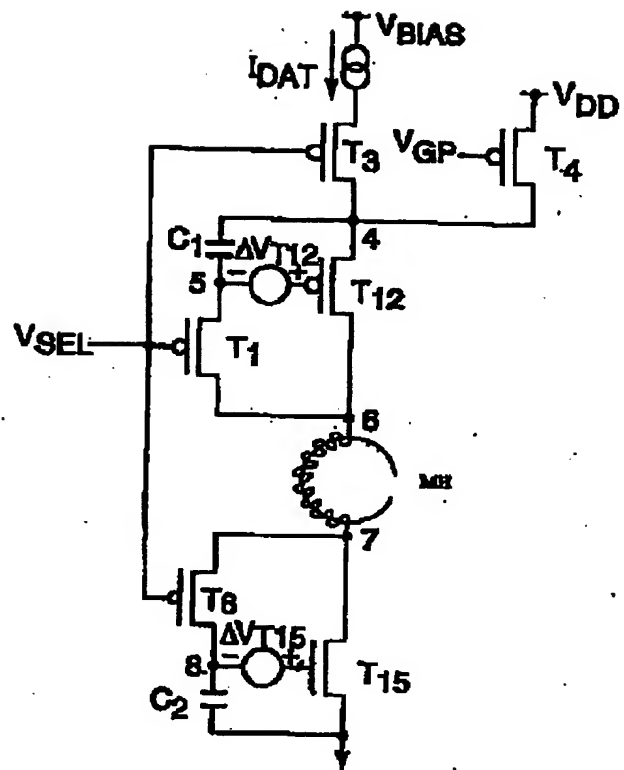 VBIAS
IDAT
VDD
T3
VGP
T4
C1
4
ΔVT12
5
− +
T12
VSEL
T1
6
MH
7
T6
ΔVT15
8
− +
T15
C2